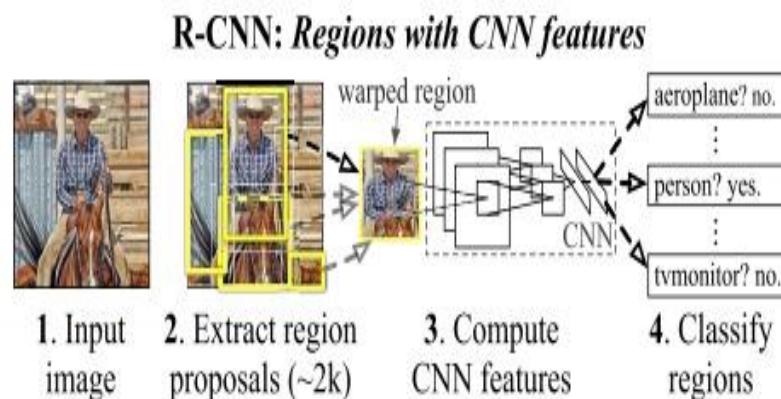 R-CNN: Regions with CNN features
warped region
aeroplane? no.
⋮
person? yes.
⋮
tvmonitor? no.
CNN
1. Input
image
2. Extract region
proposals (~2k)
3. Compute
CNN features
4. Classify
regions